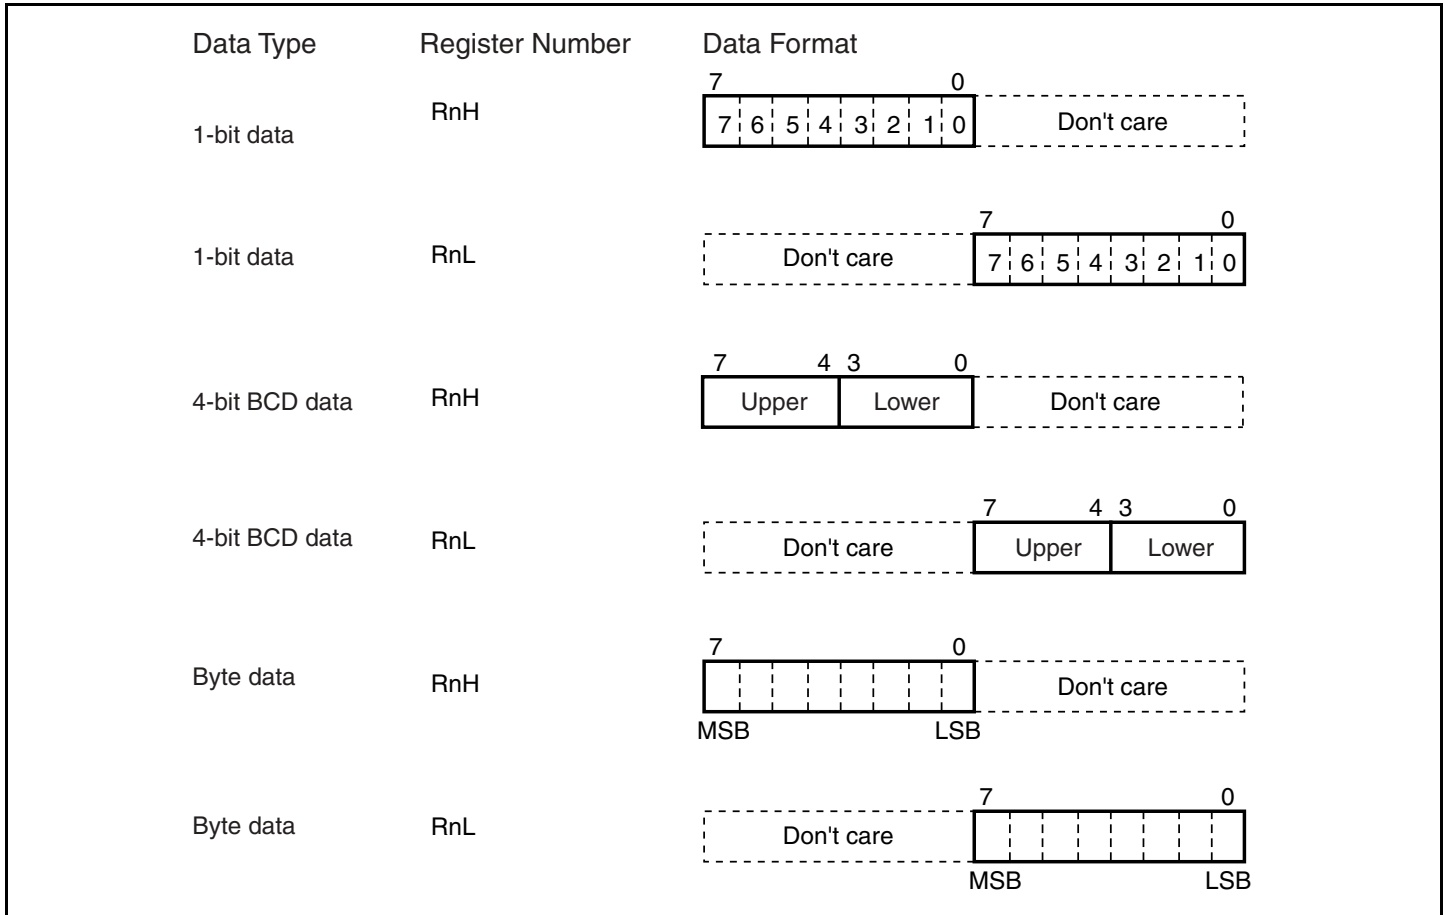 Data Type Register Number Data Format
7 0
RnH
1-bit data
7 6 5 4 3 2 1 0 Don't care
7 0
1-bit data RnL Don't care 7 6 5 4 3 2 1 0
7 4 3 0
4-bit BCD data RnH Upper Lower Don't care
7 4 3 0
4-bit BCD data RnL Don't care Upper Lower
7 0
Byte data RnH Don't care
MSB LSB
7 0
Byte data RnL Don't care
MSB LSB